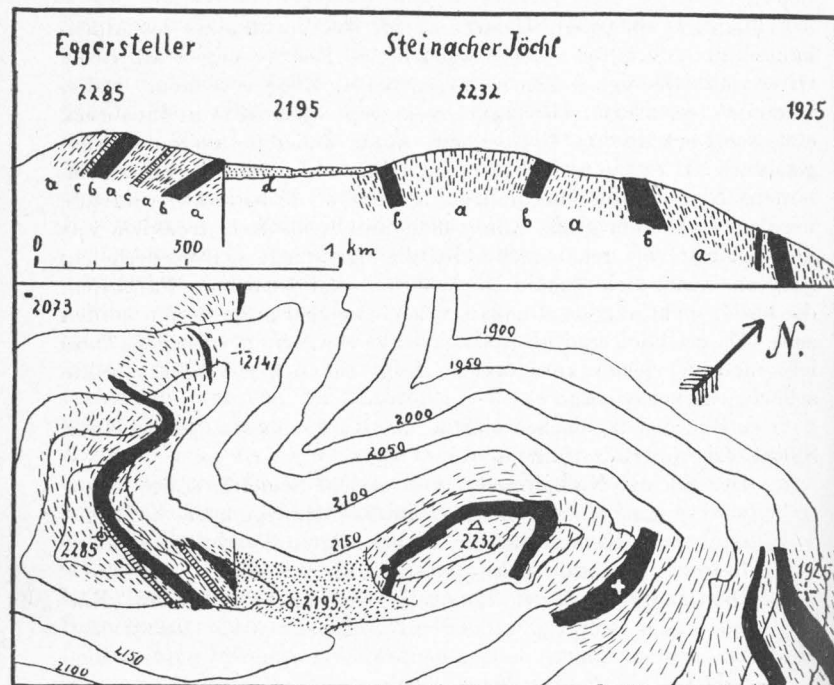 Eggersteller Steinacher Jöchl
2285 2195 2232 1925
a c b a c a b a d b a b a b a
0 500 1 km
2073
2141
1900
1950
2000
2050
2100
2150
N.
2285
2195
2232
1925
2150
2100